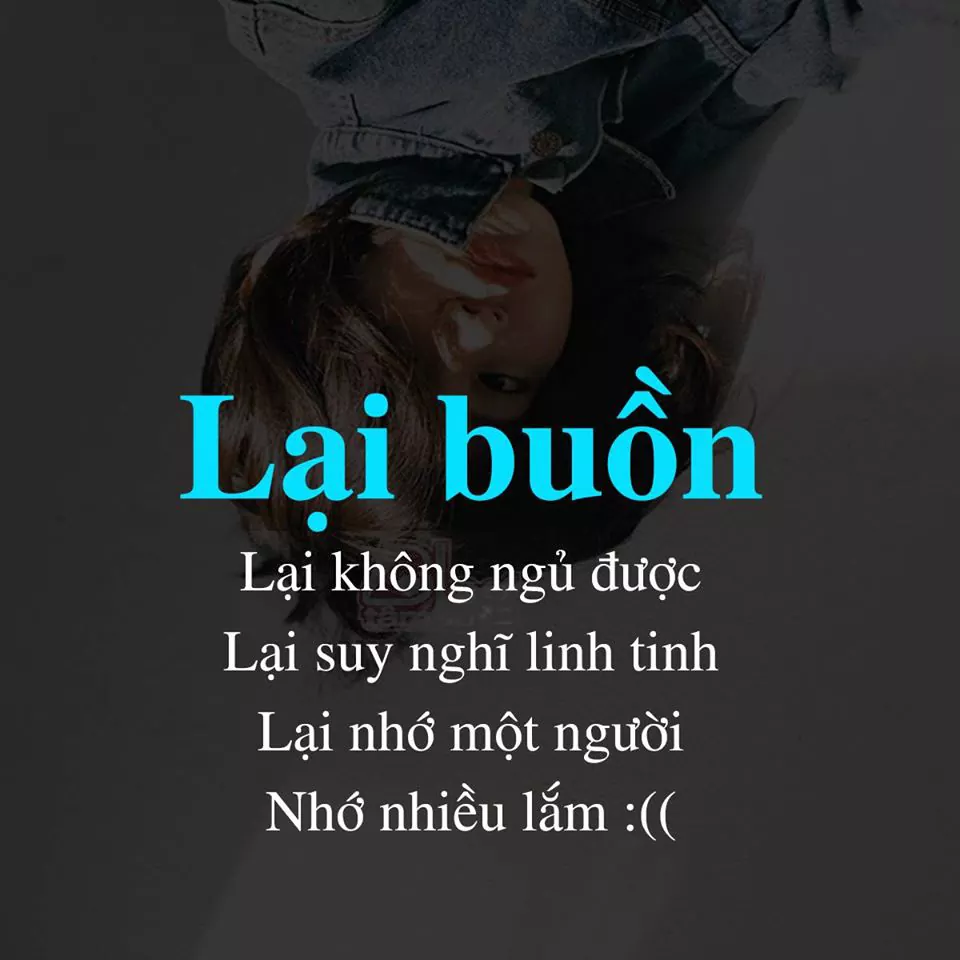 Lại buồn
Lại không ngủ được
Lại suy nghĩ linh tinh
Lại nhớ một người
Nhớ nhiều lắm :((